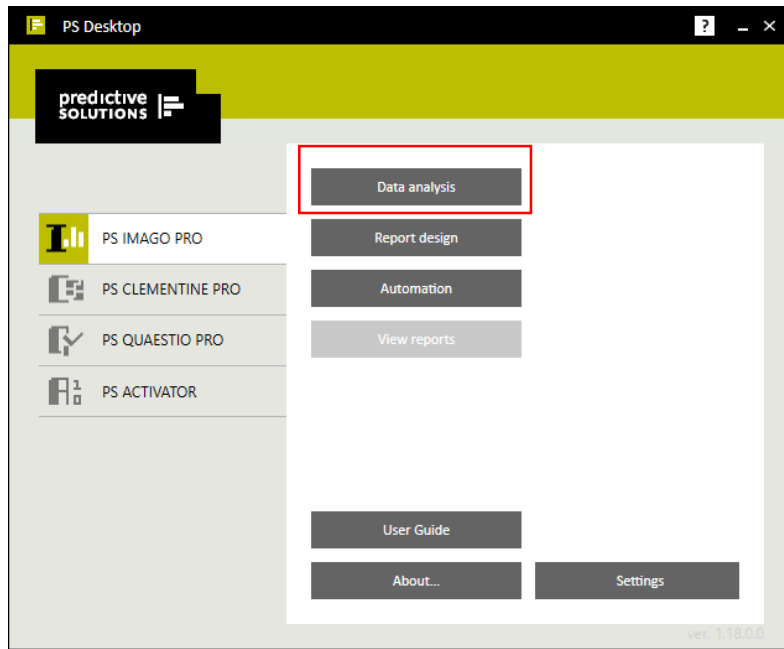 PS Desktop
?
predictive
SOLUTIONS
Data analysis
PS IMAGO PRO
Report design
PS CLEMENTINE PRO
Automation
PS QUAESTIO PRO
View reports
PS ACTIVATOR
User Guide
About...
Settings
ver. 1.18.0.0